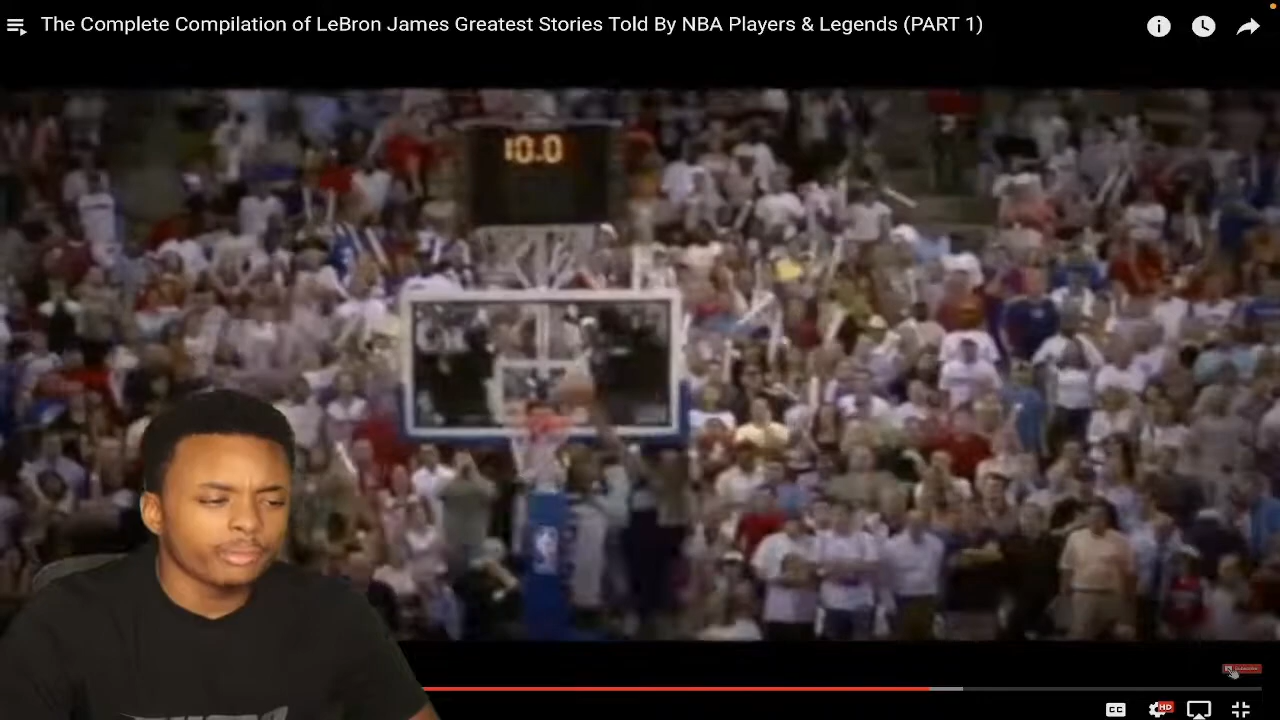 The Complete Compilation of LeBron James Greatest Stories Told By NBA Players & Legends (PART 1)
10.0
CC
HD